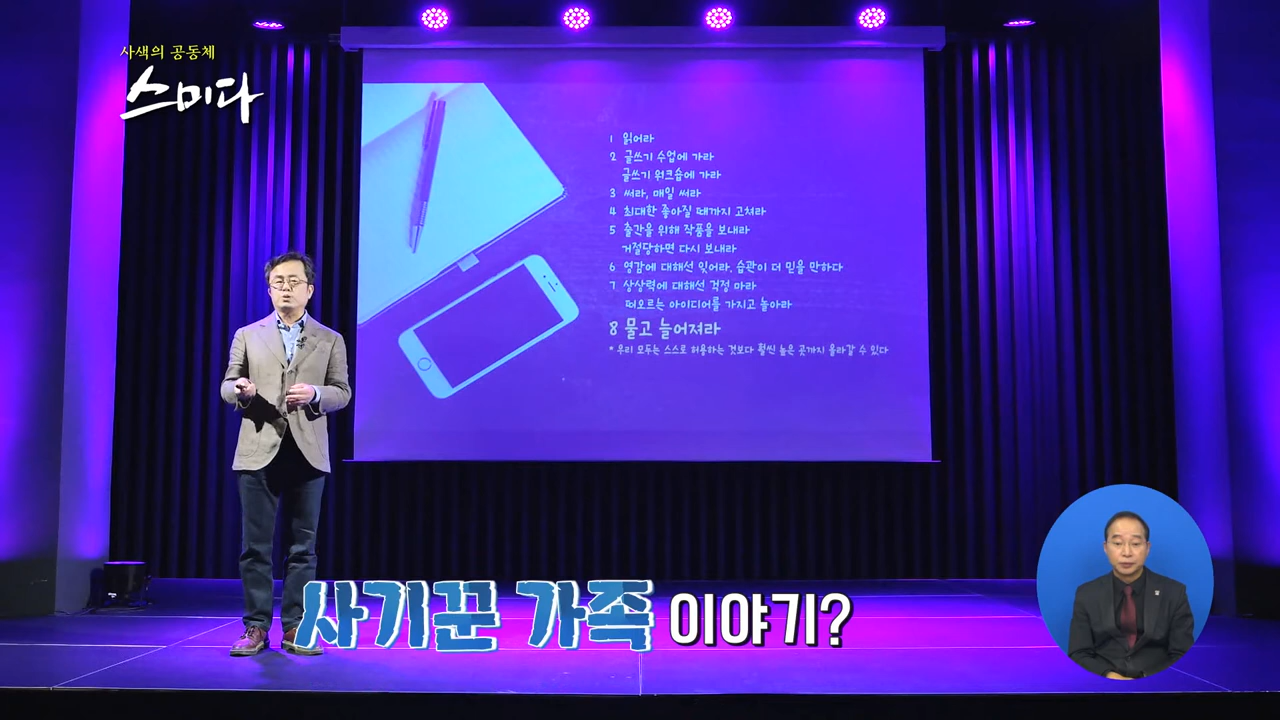 사색의 공동체
스미다
1 읽어라
2 글쓰기 수업에 가라
글쓰기 워크숍에 가라
3 써라, 매일 써라
4 최대한 좋아질 때까지 고쳐라
5 출간을 위해 작품을 보내라
거절당하면 다시 보내라
6 영감에 대해선 잊어라. 습관이 더 믿을 만하다
7 상상력에 대해선 걱정 마라
떠오르는 아이디어를 가지고 놀아라
8 물고 늘어져라
* 우리 모두는 스스로 허용하는 것보다 훨씬 높은 곳까지 올라갈 수 있다
사기꾼 가족 이야기?